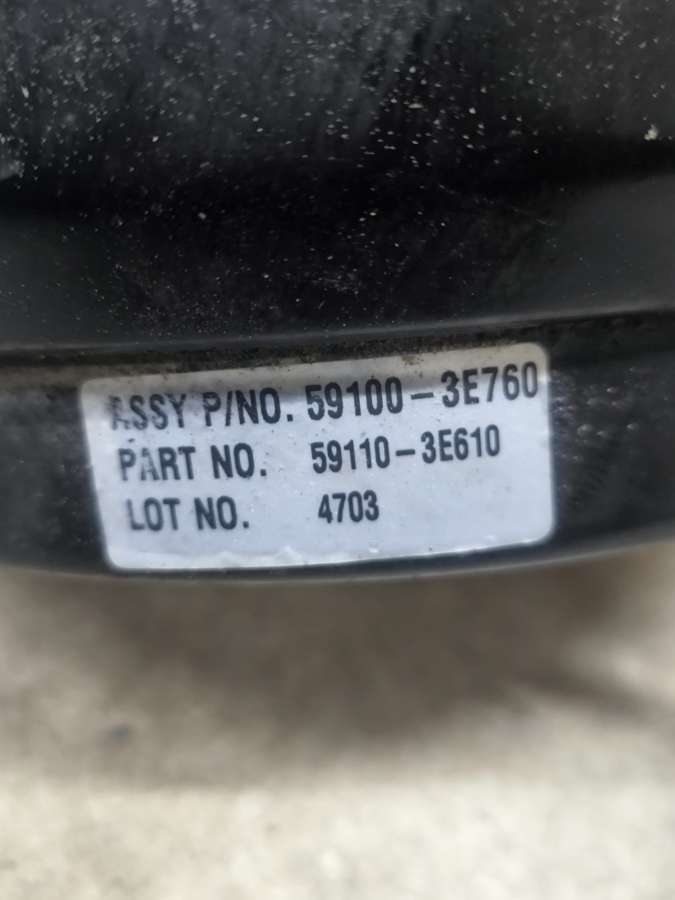 ASSY P/NO. 59100-3E760
PART NO. 59110-3E610
LOT NO. 4703